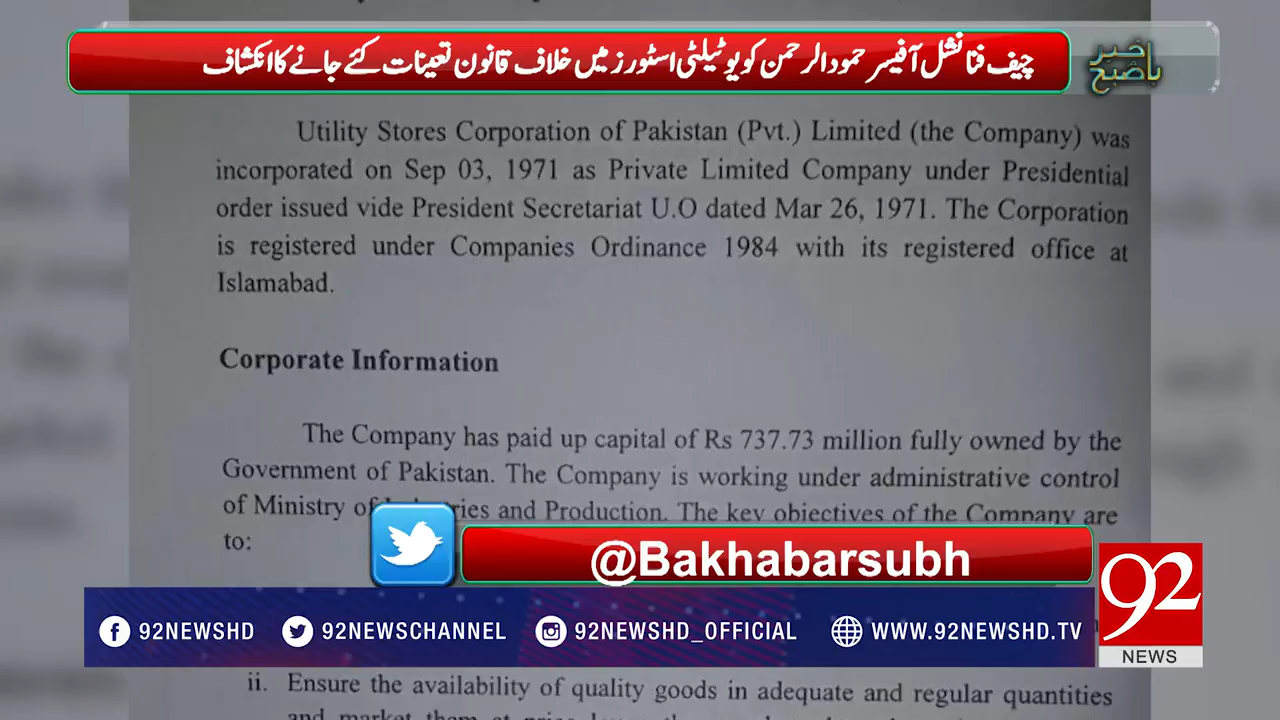 چیف فنانشل آفیسر حمود الرحمن کو یوٹیلٹی اسٹورز میں خلاف قانون تعینات کئے جانے کا انکشاف
باخبر صبح
Utility Stores Corporation of Pakistan (Pvt.) Limited (the Company) was
incorporated on Sep 03, 1971 as Private Limited Company under Presidential
order issued vide President Secretariat U.O dated Mar 26, 1971. The Corporation
is registered under Companies Ordinance 1984 with its registered office at
Islamabad.
Corporate Information
The Company has paid up capital of Rs 737.73 million fully owned by the
Government of Pakistan. The Company is working under administrative control
of Ministry of and Production. The key objectives of the Company are
to:
@Bakhabarsubh
92NEWSHD 92NEWSCHANNEL 92NEWSHD_OFFICIAL WWW.92NEWSHD.TV
92
NEWS
ii. Ensure the availability of quality goods in adequate and regular quantities
and market them at price